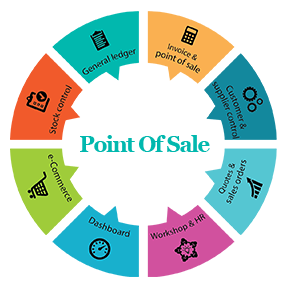 General ledger
Invoice &
point of sale
Customer &
supplier control
Quotes &
sales orders
Workshop & HR
Dashboard
e-Commerce
Stock control
Point Of Sale